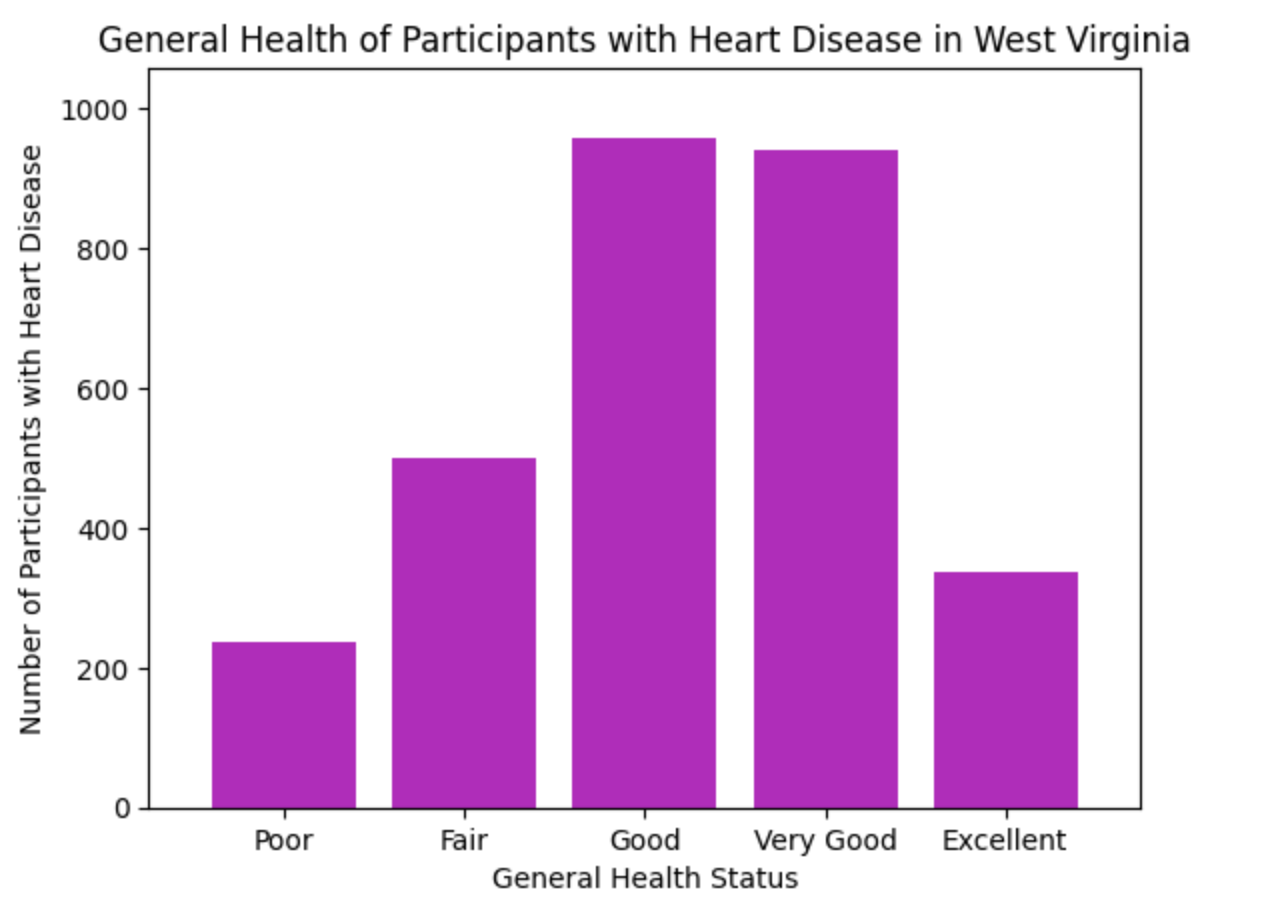 General Health of Participants with Heart Disease in West Virginia
Number of Participants with Heart Disease
1000
800
600
400
200
0
Poor Fair Good Very Good Excellent
General Health Status